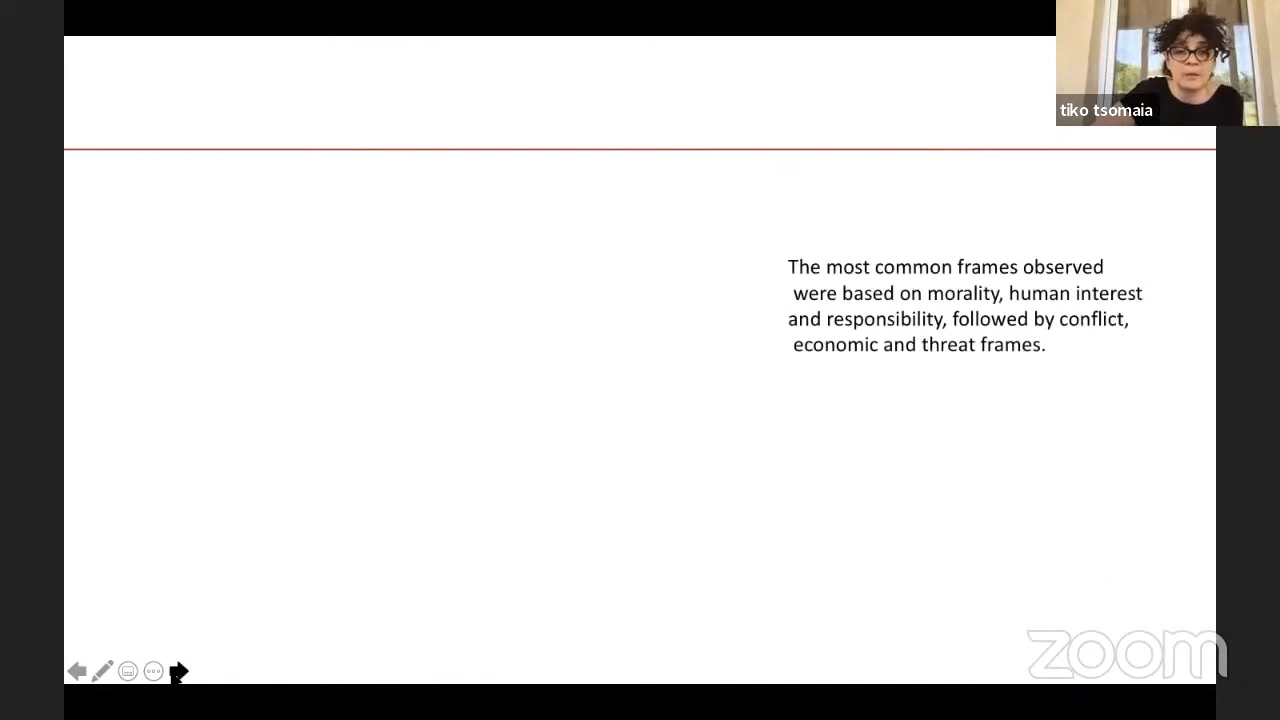 tiko tsomaia
The most common frames observed
were based on morality, human interest
and responsibility, followed by conflict,
economic and threat frames.
zoom